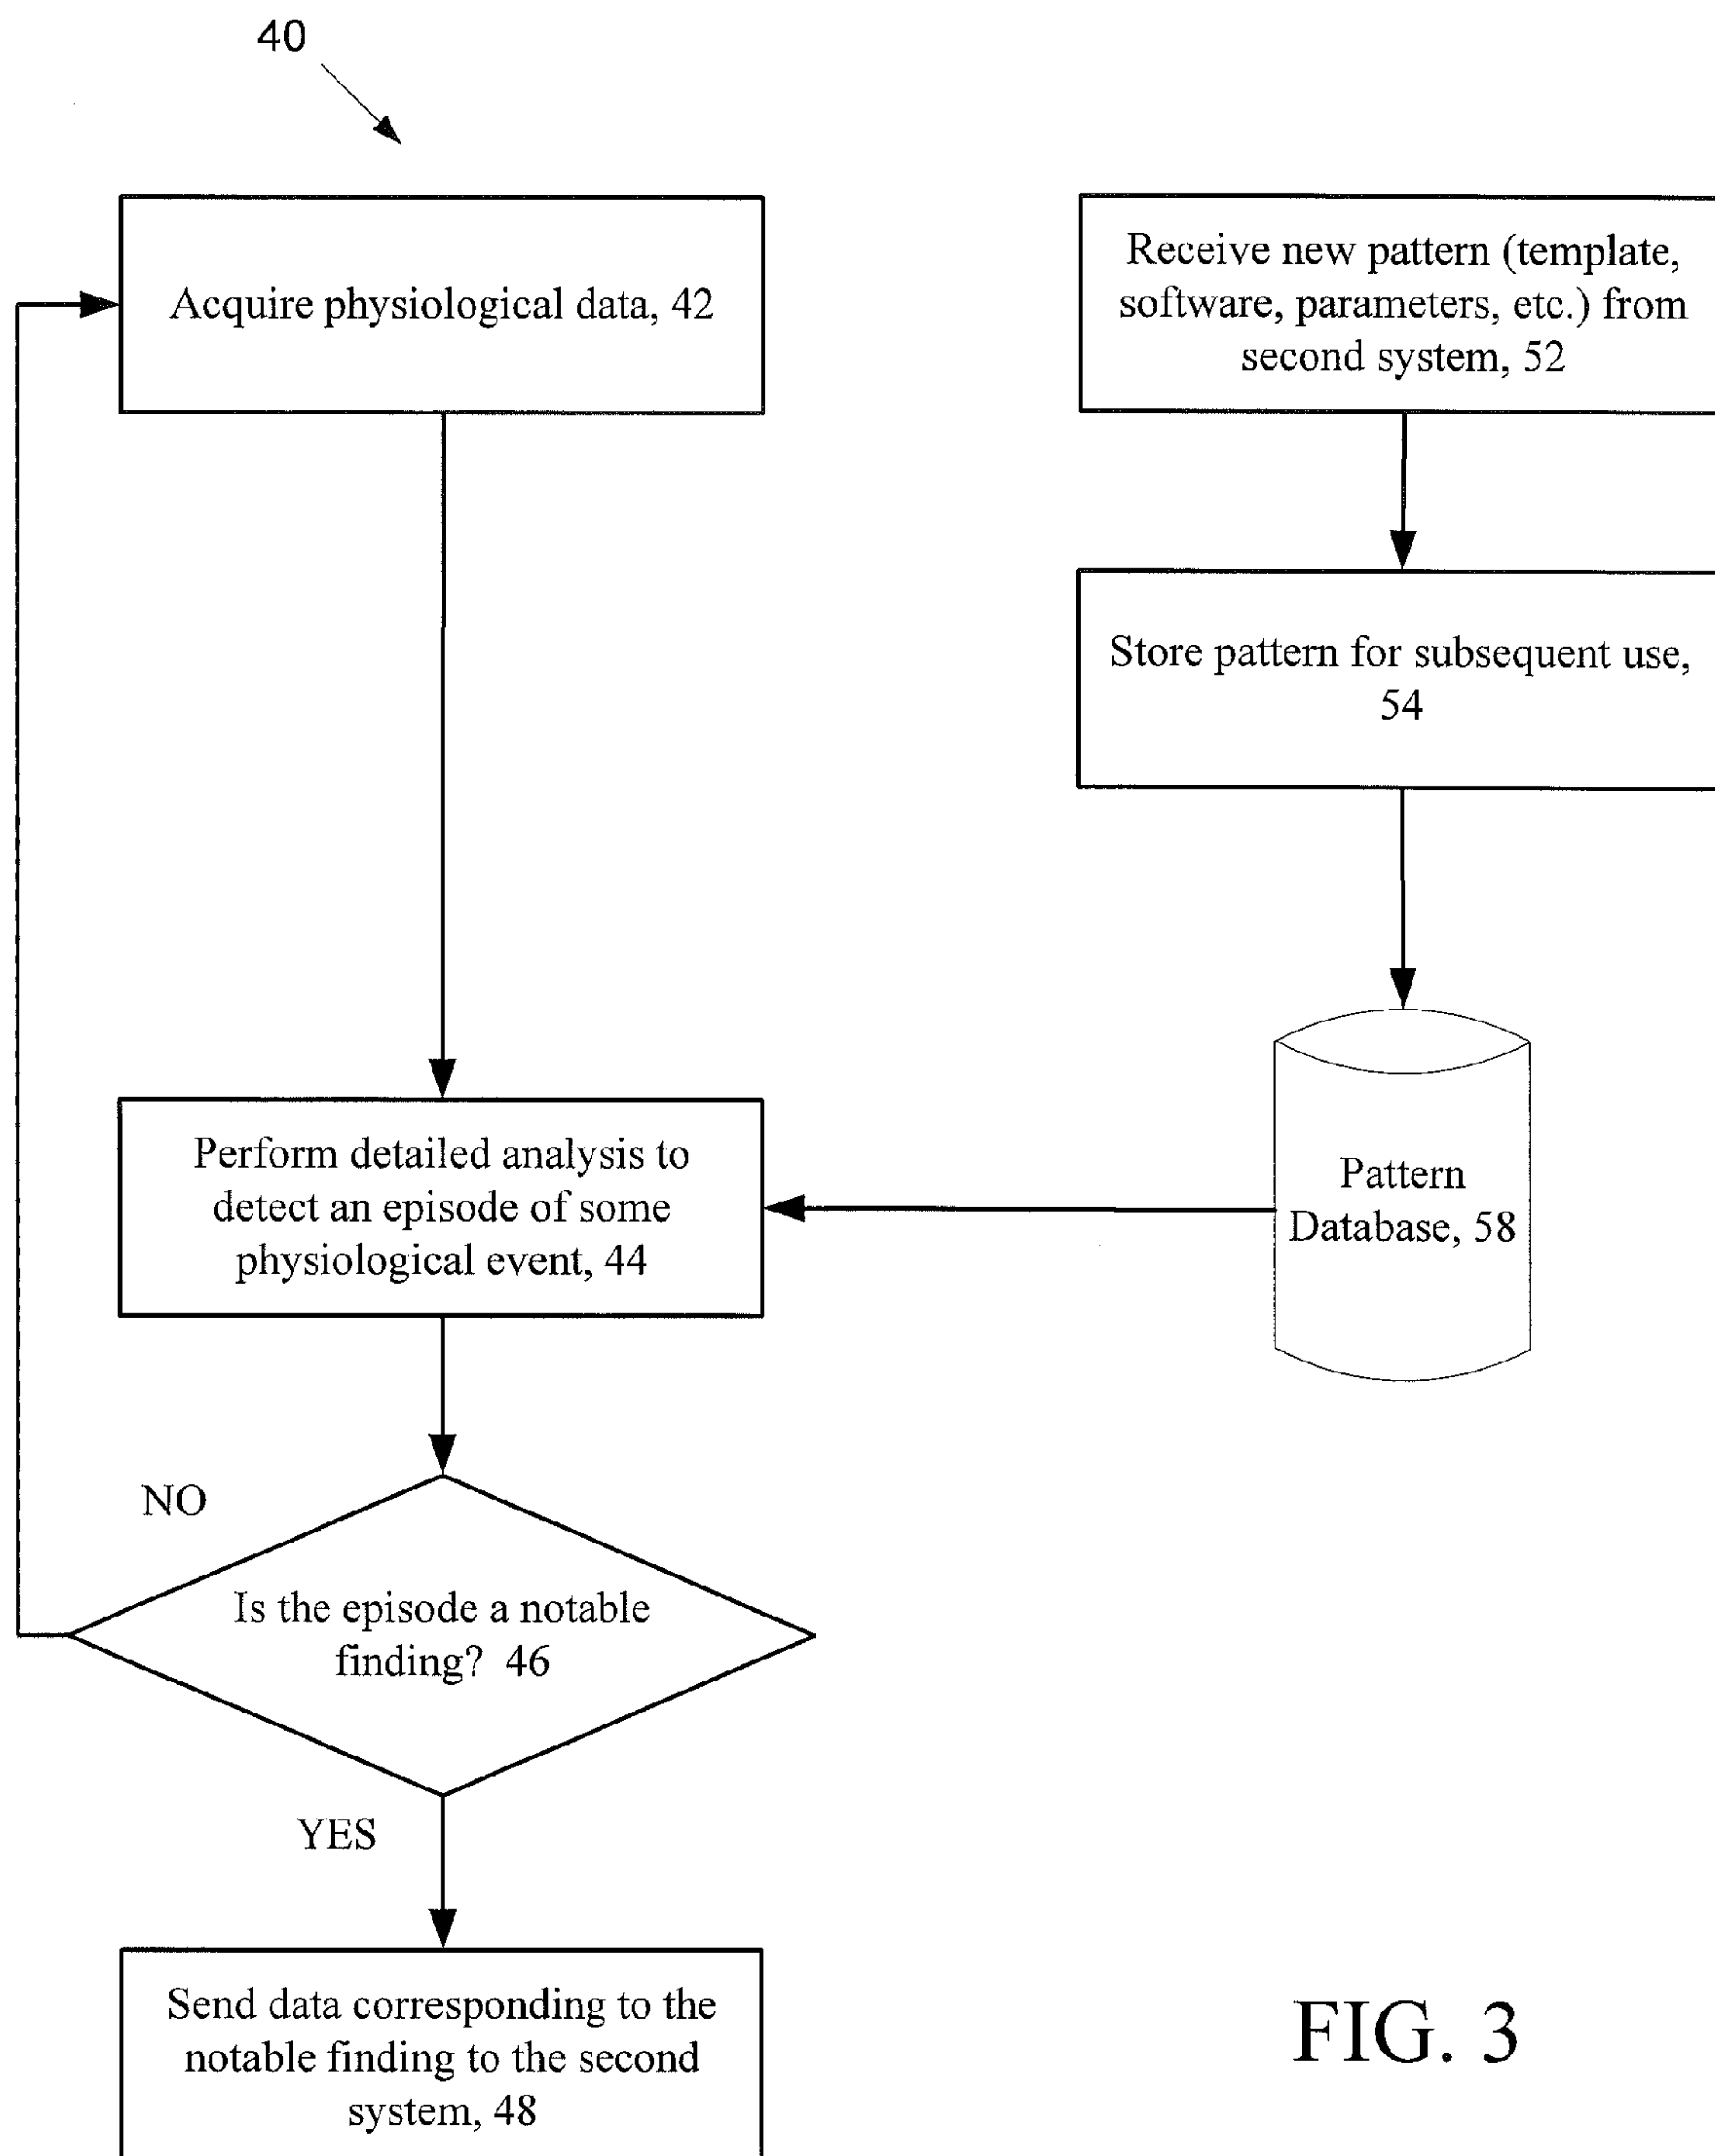 40
Acquire physiological data, 42
Receive new pattern (template,
software, parameters, etc.) from
second system, 52
Store pattern for subsequent use,
54
Perform detailed analysis to
detect an episode of some
physiological event, 44
Pattern
Database, 58
NO
Is the episode a notable
finding? 46
YES
Send data corresponding to the
notable finding to the second
system, 48
FIG. 3